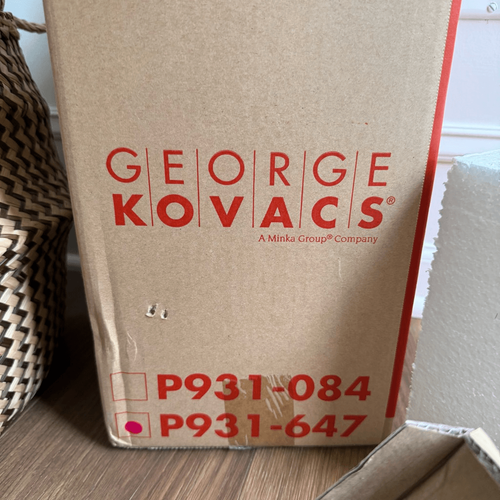 GEORGE
KOVACS®
A Minka Group® Company
P931-084
P931-647